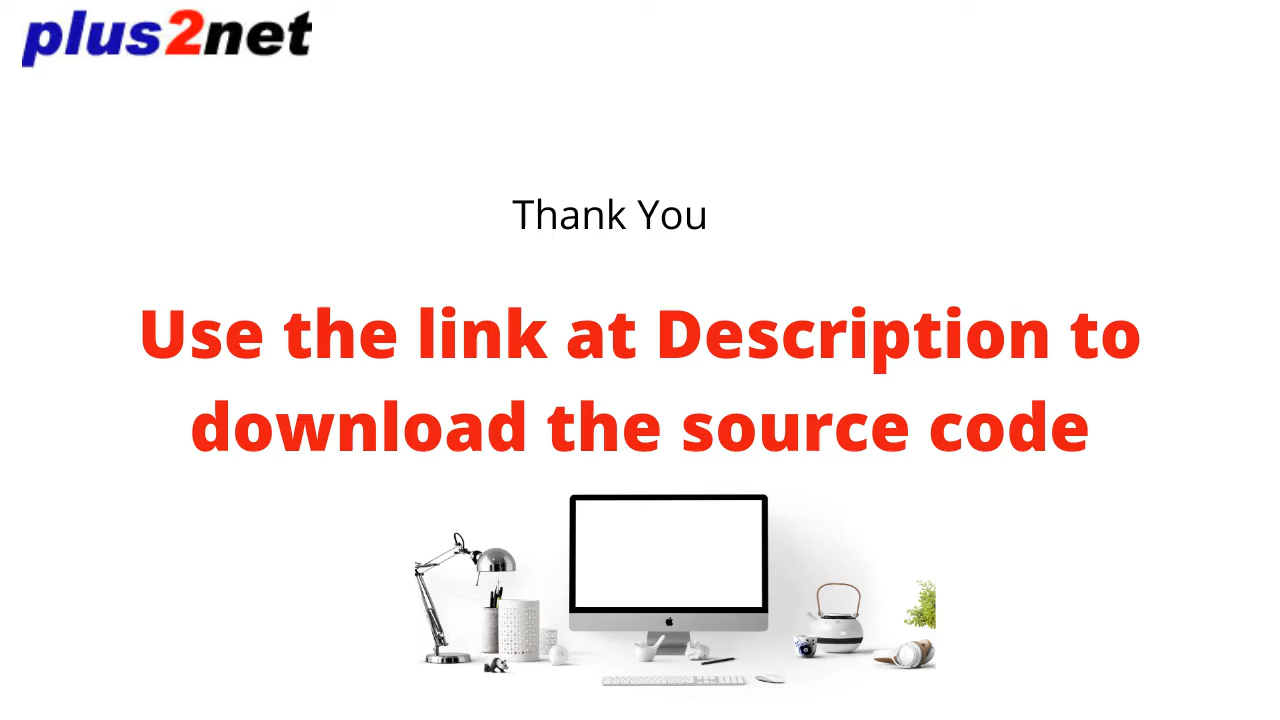 plus2net
Thank You
Use the link at Description to
download the source code